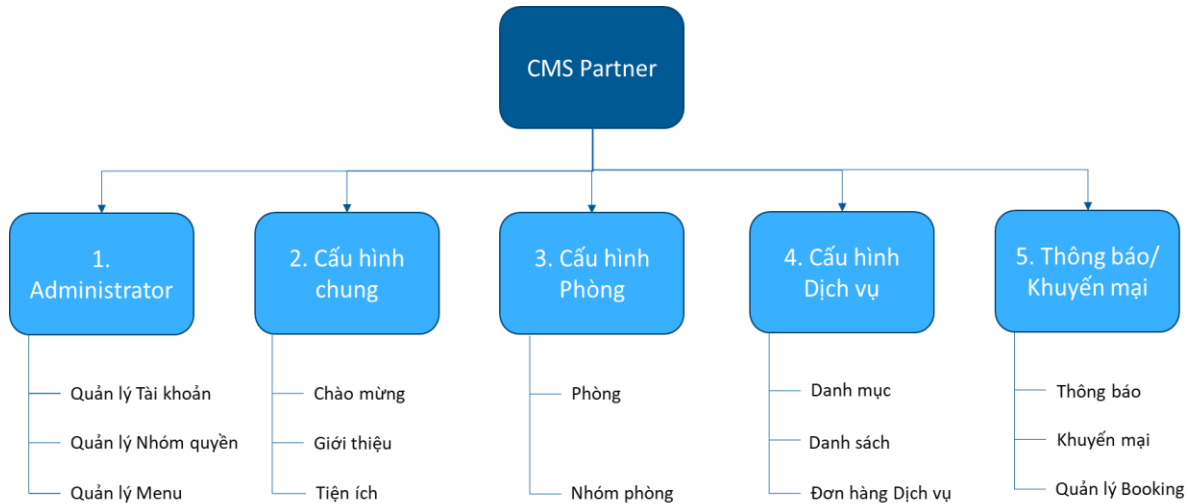 CMS Partner
1.
Administrator
2. Cấu hình
chung
3. Cấu hình
Phòng
4. Cấu hình
Dịch vụ
5. Thông báo/
Khuyến mại
Quản lý Tài khoản
Quản lý Nhóm quyền
Quản lý Menu
Chào mừng
Giới thiệu
Tiện ích
Phòng
Nhóm phòng
Danh mục
Danh sách
Đơn hàng Dịch vụ
Thông báo
Khuyến mại
Quản lý Booking